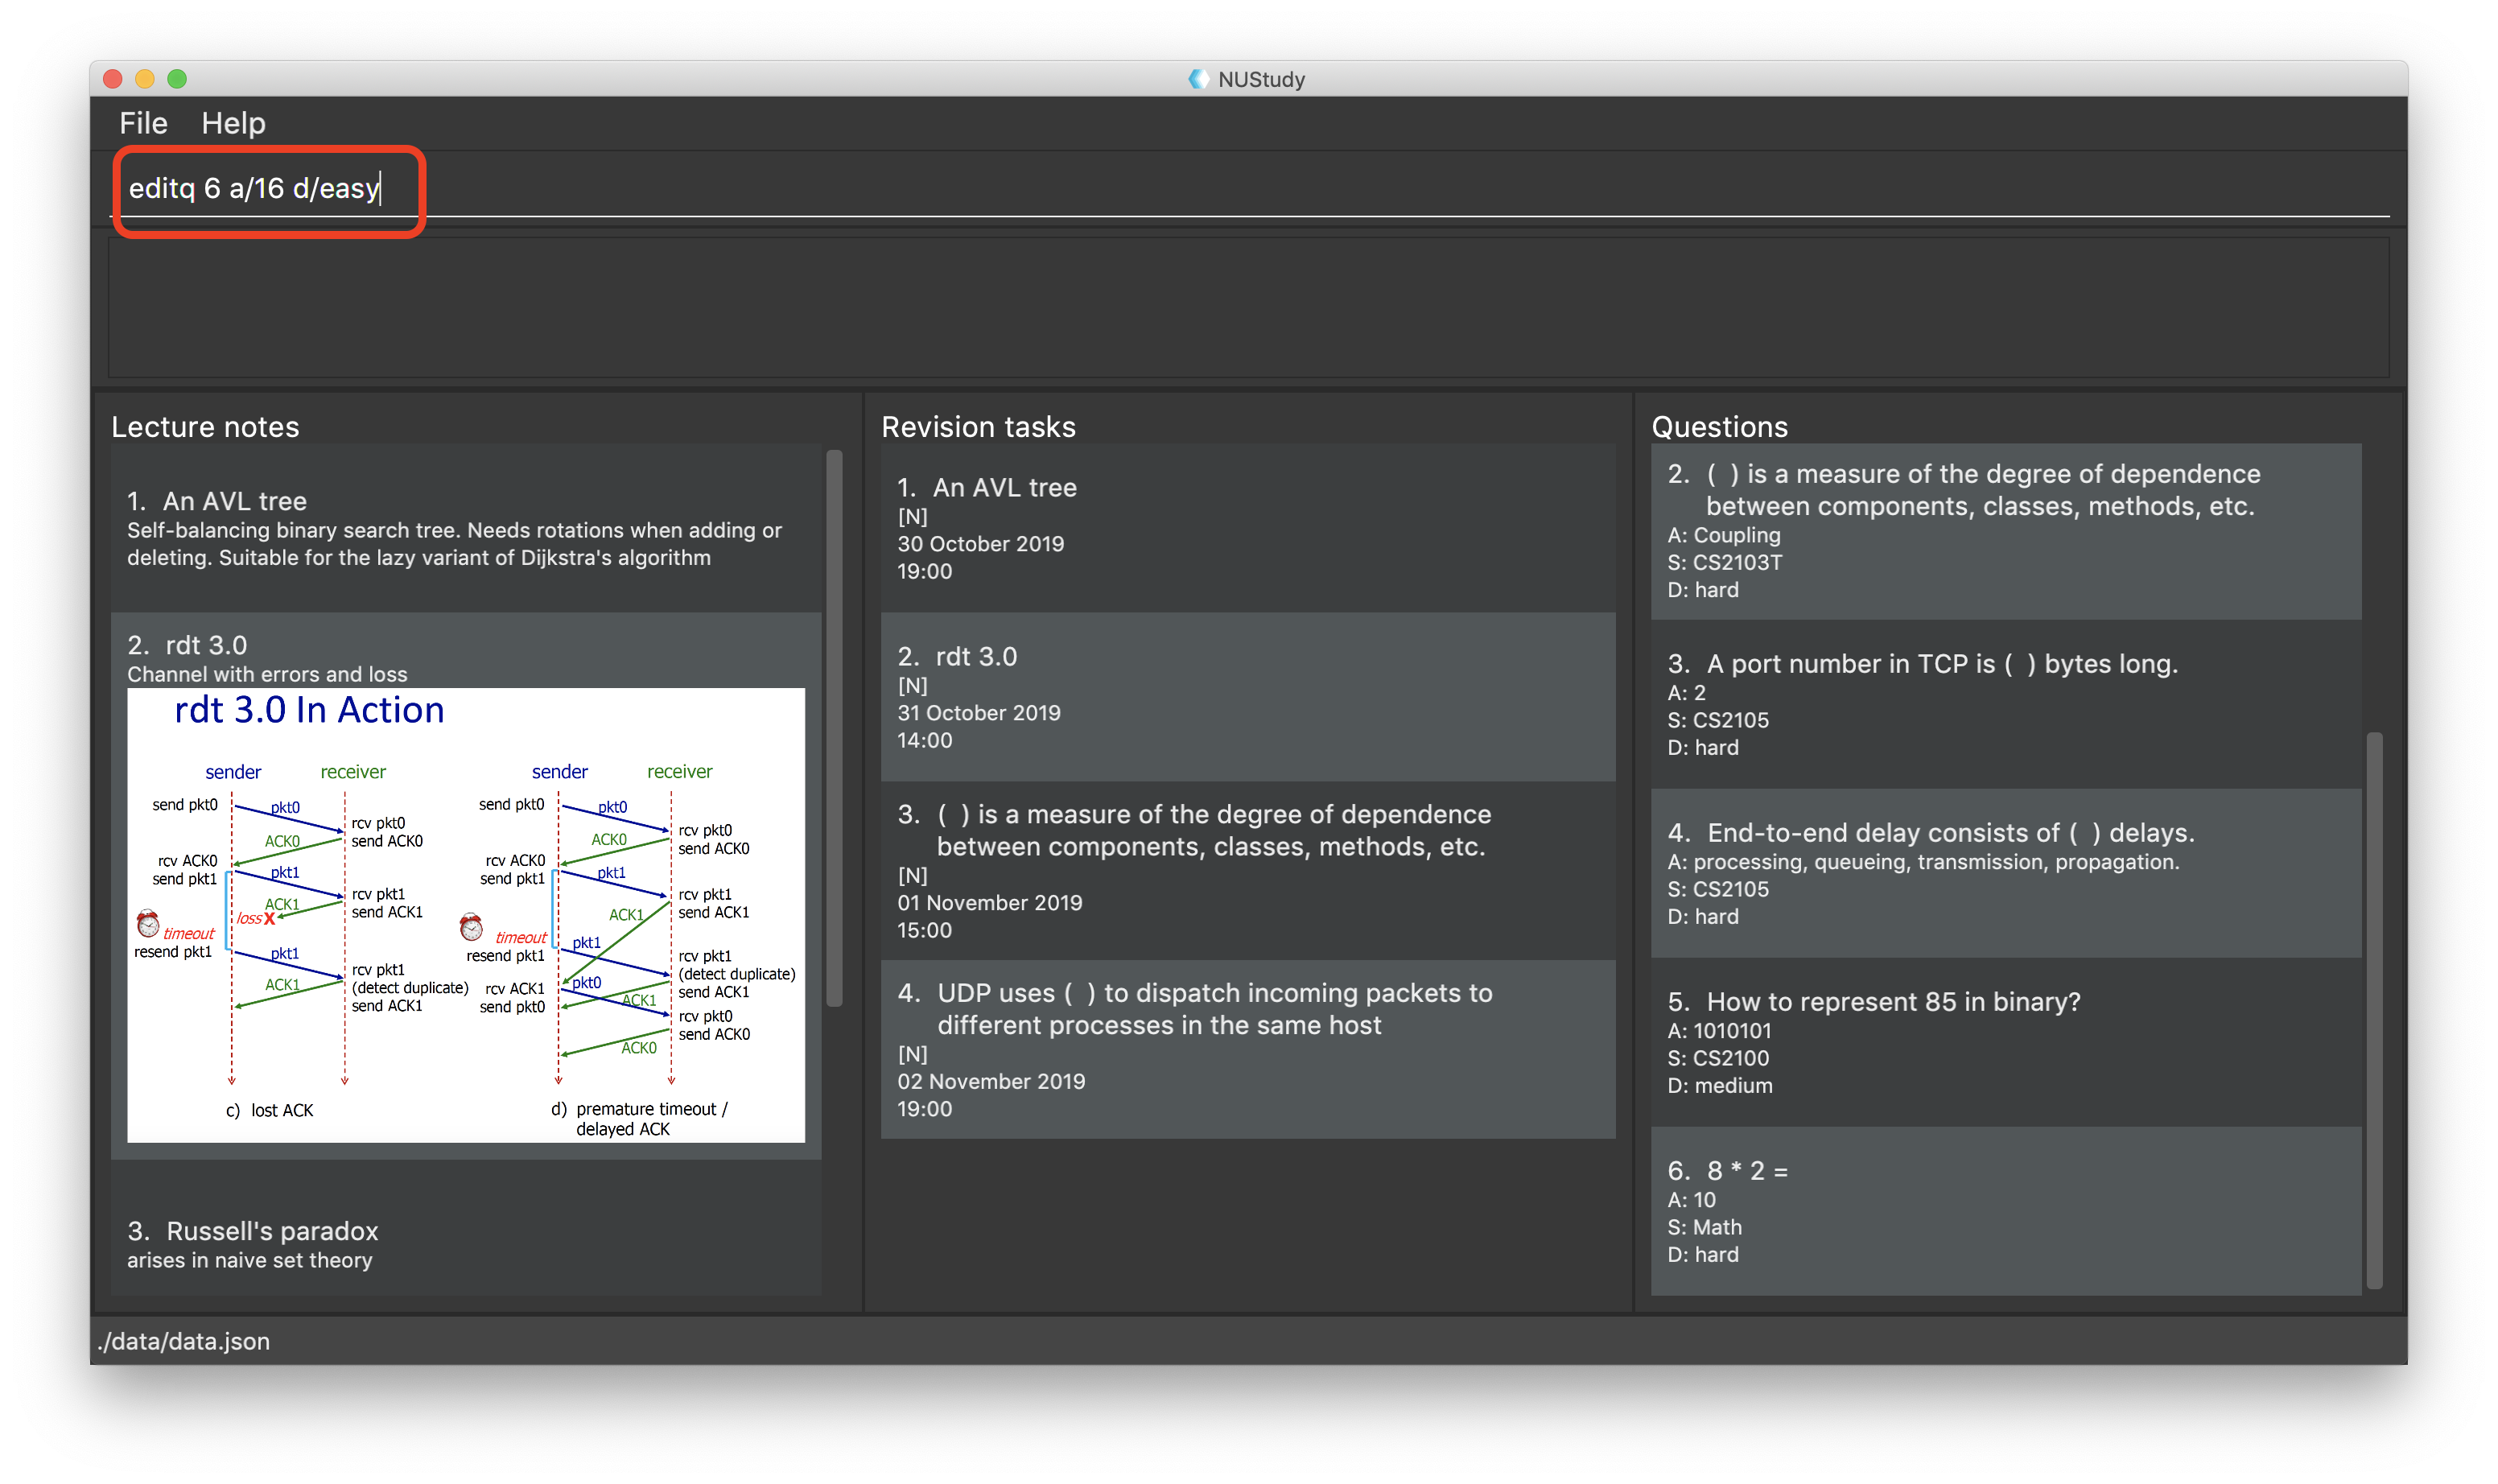 NUStudy
File Help
editq 6 a/16 d/easy
Lecture notes
1. An AVL tree
Self-balancing binary search tree. Needs rotations when adding or
deleting. Suitable for the lazy variant of Dijkstra's algorithm
2. rdt 3.0
Channel with errors and loss
rdt 3.0 In Action
sender receiver
send pkt0
pkt0
rcv pkt0
send ACK0
ACK0
rcv ACK0
send pkt1
pkt1
rcv pkt1
send ACK1
ACK1
loss X
timeout
resend pkt1
pkt1
rcv pkt1
(detect duplicate)
send ACK1
ACK1
c) lost ACK
sender receiver
send pkt0
pkt0
rcv pkt0
send ACK0
ACK0
rcv ACK0
send pkt1
pkt1
rcv pkt1
send ACK1
ACK1
timeout
resend pkt1
pkt1
rcv pkt1
(detect duplicate)
send ACK1
rcv ACK1
send pkt0
pkt0
ACK1
rcv pkt0
send ACK0
ACK0
d) premature timeout /
delayed ACK
3. Russell's paradox
arises in naive set theory
Revision tasks
1. An AVL tree
[N]
30 October 2019
19:00
2. rdt 3.0
[N]
31 October 2019
14:00
3. ( ) is a measure of the degree of dependence
between components, classes, methods, etc.
[N]
01 November 2019
15:00
4. UDP uses ( ) to dispatch incoming packets to
different processes in the same host
[N]
02 November 2019
19:00
Questions
2. ( ) is a measure of the degree of dependence
between components, classes, methods, etc.
A: Coupling
S: CS2103T
D: hard
3. A port number in TCP is ( ) bytes long.
A: 2
S: CS2105
D: hard
4. End-to-end delay consists of ( ) delays.
A: processing, queueing, transmission, propagation.
S: CS2105
D: hard
5. How to represent 85 in binary?
A: 1010101
S: CS2100
D: medium
6. 8 * 2 =
A: 10
S: Math
D: hard
./data/data.json